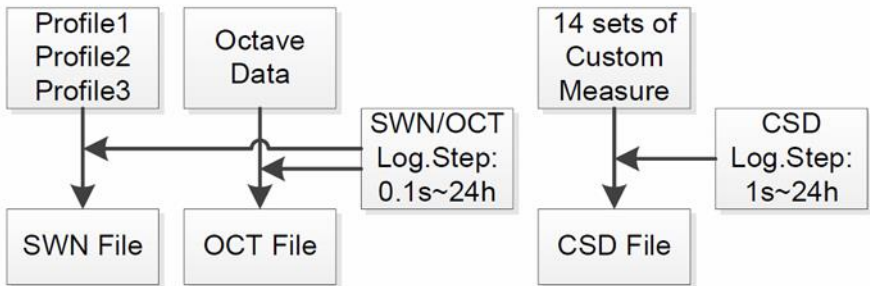 Profile1
Profile2
Profile3
Octave
Data
14 sets of
Custom
Measure
SWN/OCT
Log.Step:
0.1s~24h
CSD
Log.Step:
1s~24h
SWN File
OCT File
CSD File